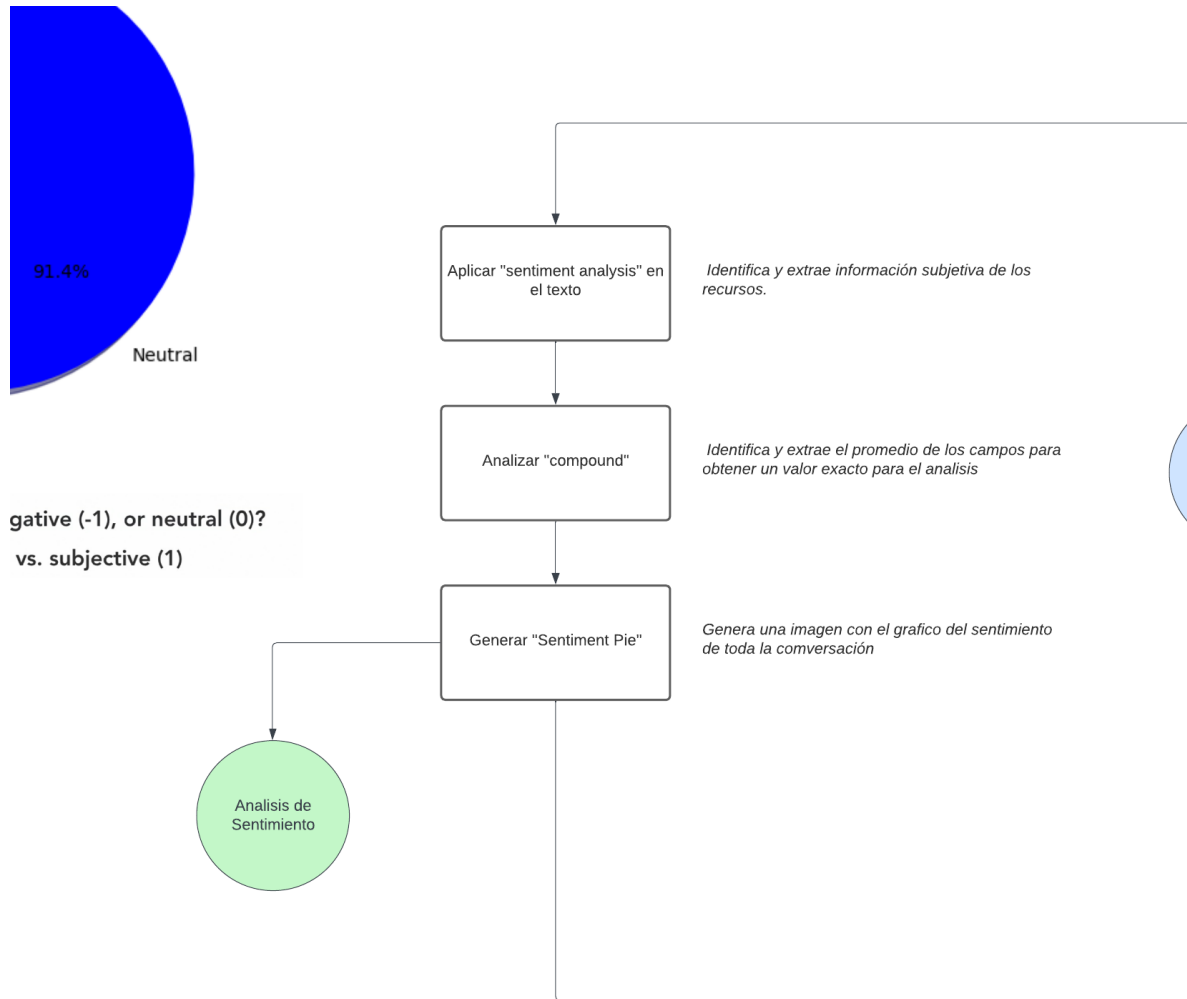 91.4%
Neutral
gative (-1), or neutral (0)?
vs. subjective (1)
Aplicar "sentiment analysis" en
el texto
Identifica y extrae información subjetiva de los
recursos.
Analizar "compound"
Identifica y extrae el promedio de los campos para
obtener un valor exacto para el analisis
Generar "Sentiment Pie"
Genera una imagen con el grafico del sentimiento
de toda la comversación
Analisis de
Sentimiento